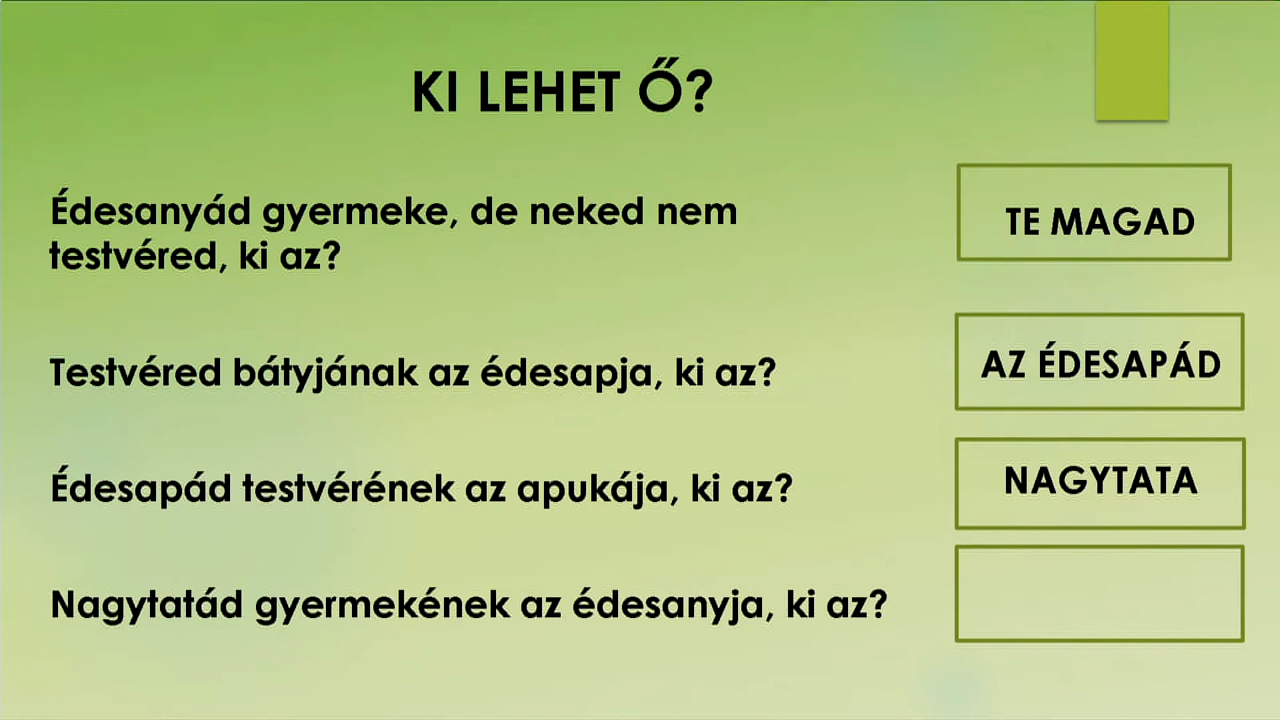 KI LEHET Ő?
Édesanyád gyermeke, de neked nem
testvéred, ki az?
TE MAGAD
Testvéred bátyjának az édesapja, ki az?
AZ ÉDESAPÁD
Édesapád testvérének az apukája, ki az?
NAGYTATA
Nagytatád gyermekének az édesanyja, ki az?